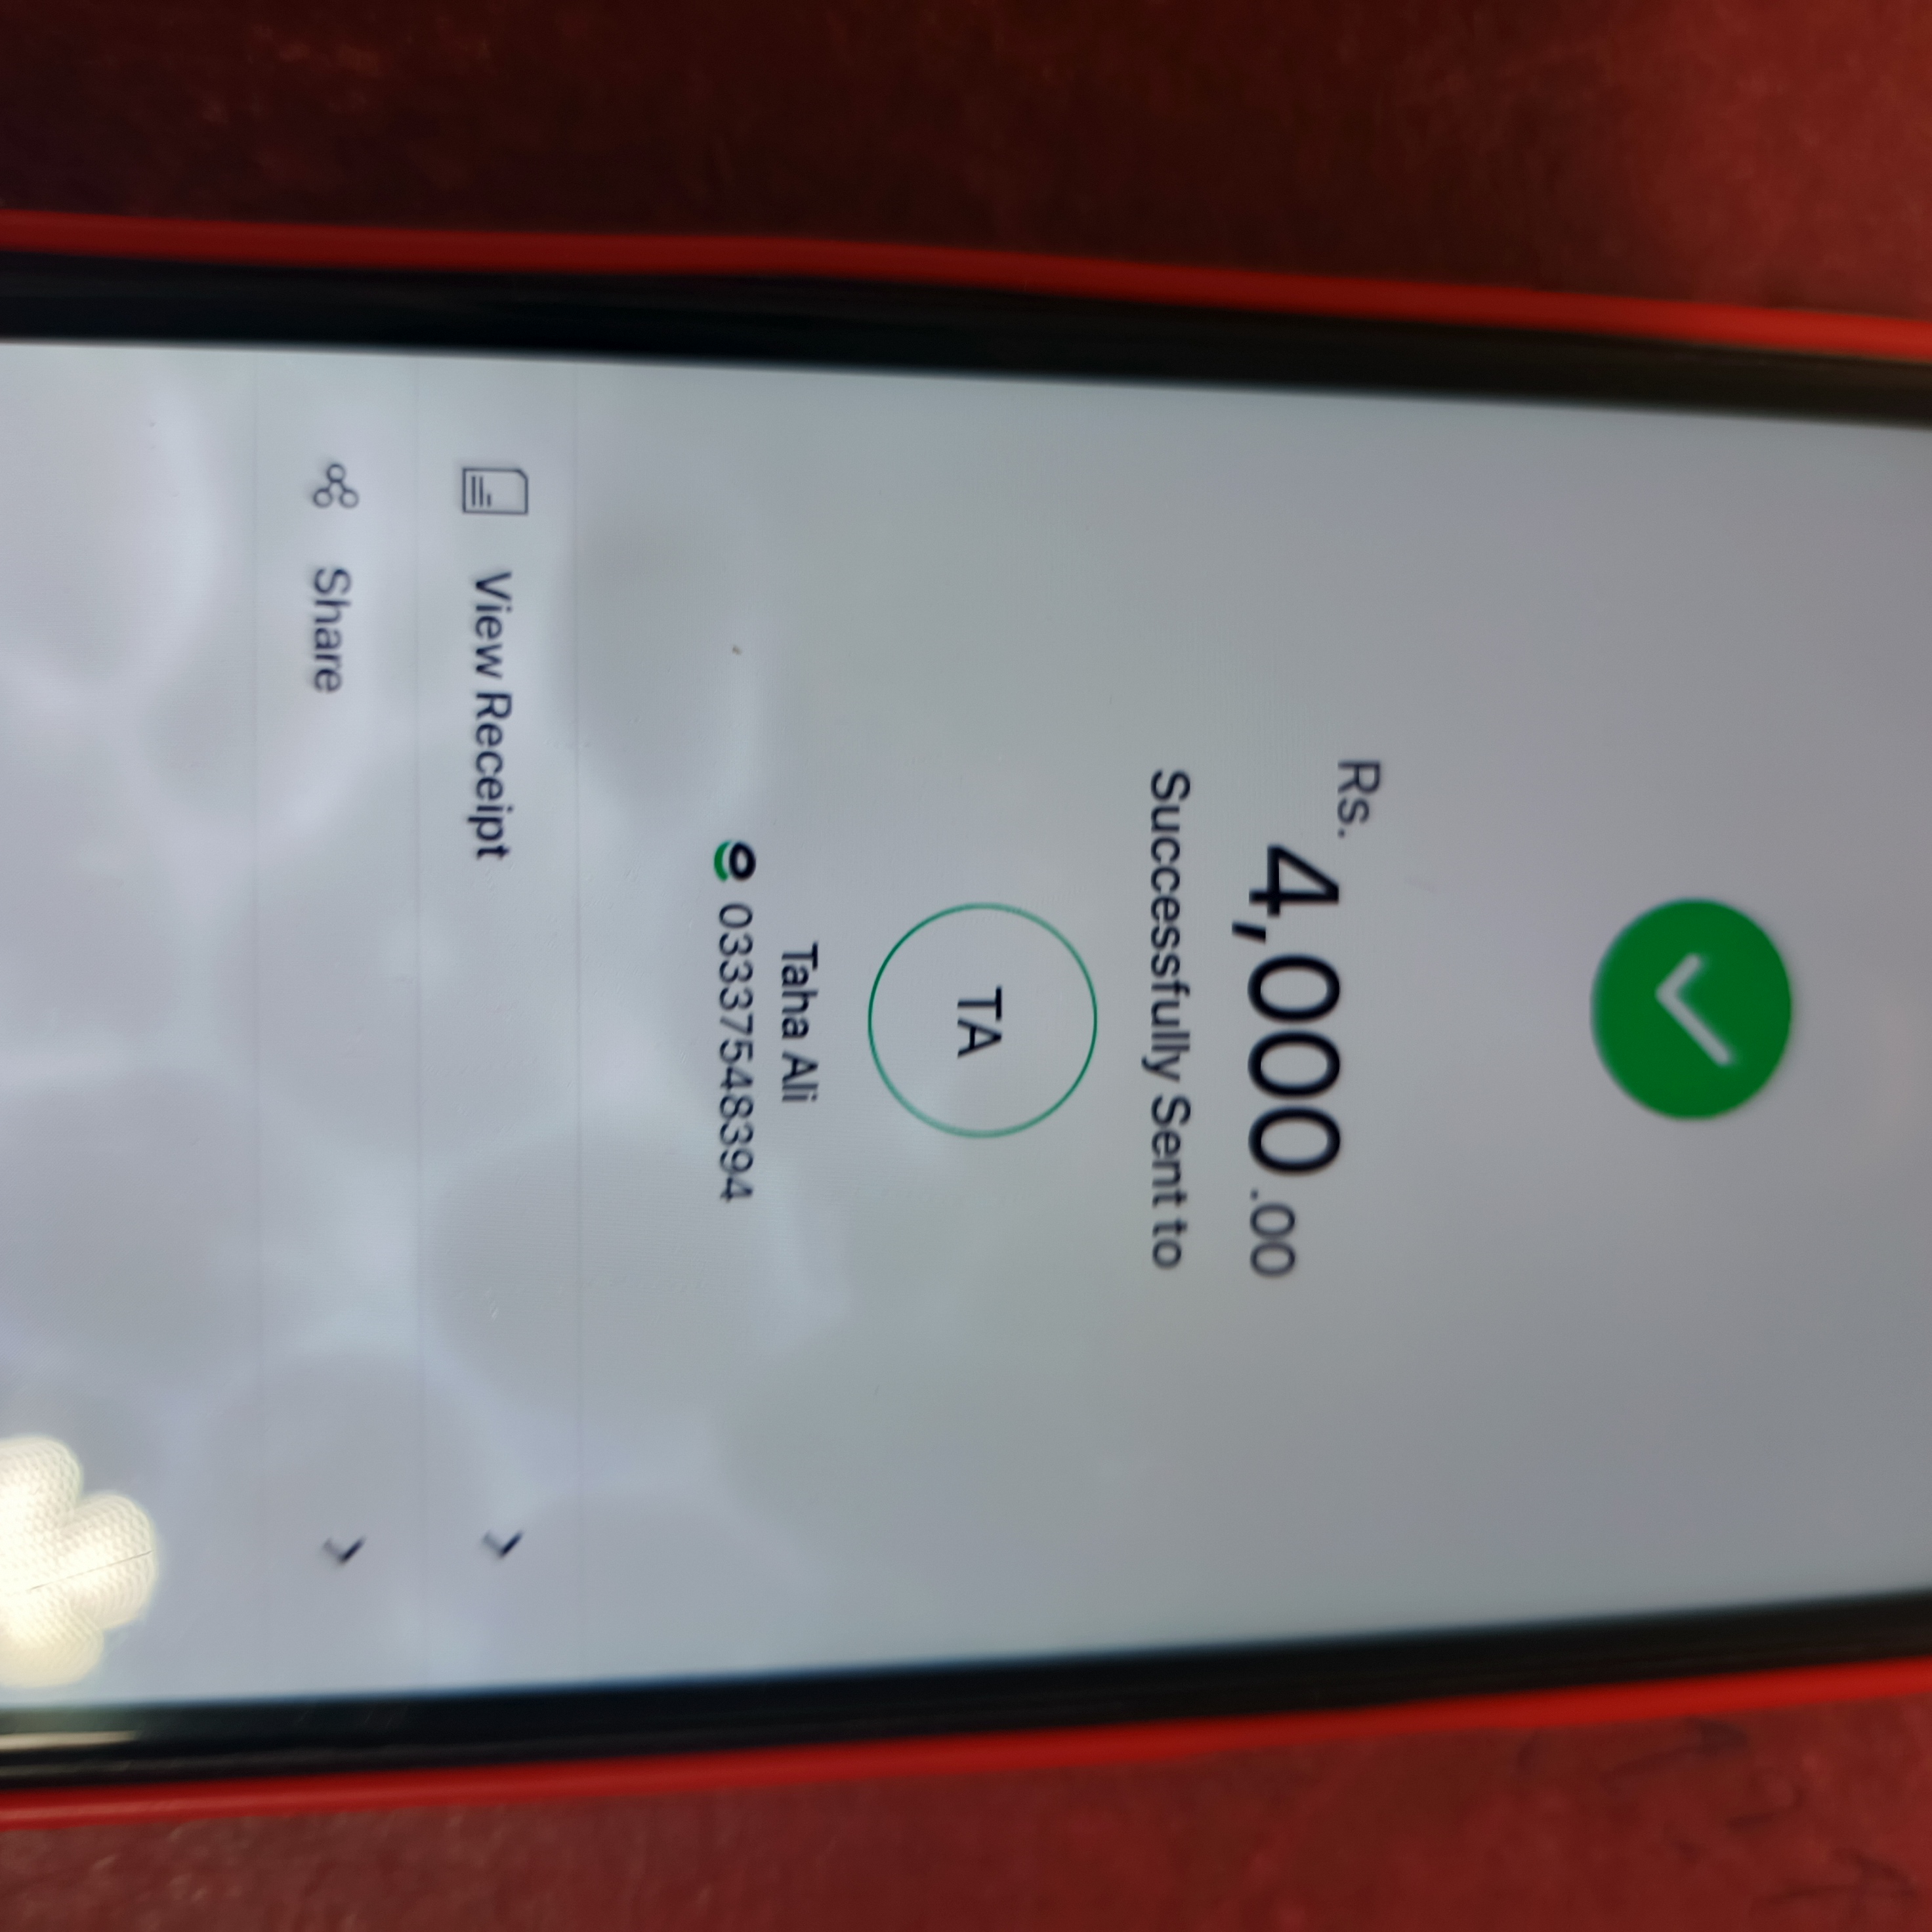 Rs. 4,000.00
Successfully Sent to
TA
Taha Ali
03337548394
View Receipt
Share